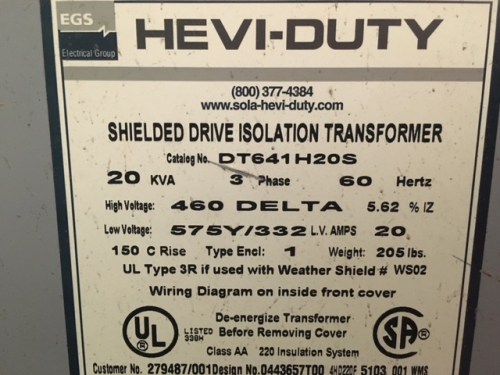 EGS
Electrical Group
HEVI-DUTY
(800) 377-4384
www.sola-hevi-duty.com
SHIELDED DRIVE ISOLATION TRANSFORMER
Catalog No. DT641H20S
20 KVA 3 Phase 60 Hertz
High Voltage: 460 DELTA 5.62 % IZ
Low Voltage: 575Y/332 L.V. AMPS 20
150 C Rise Type Encl: 1 Weight: 205 lbs.
UL Type 3R if used with Weather Shield # WS02
Wiring Diagram on inside front cover
De-energize Transformer
UL LISTED Before Removing Cover SA
Class AA 220 Insulation System
Customer No. 279487/001 Design No. 0443657T00 4HD220F 5103 001 WMS